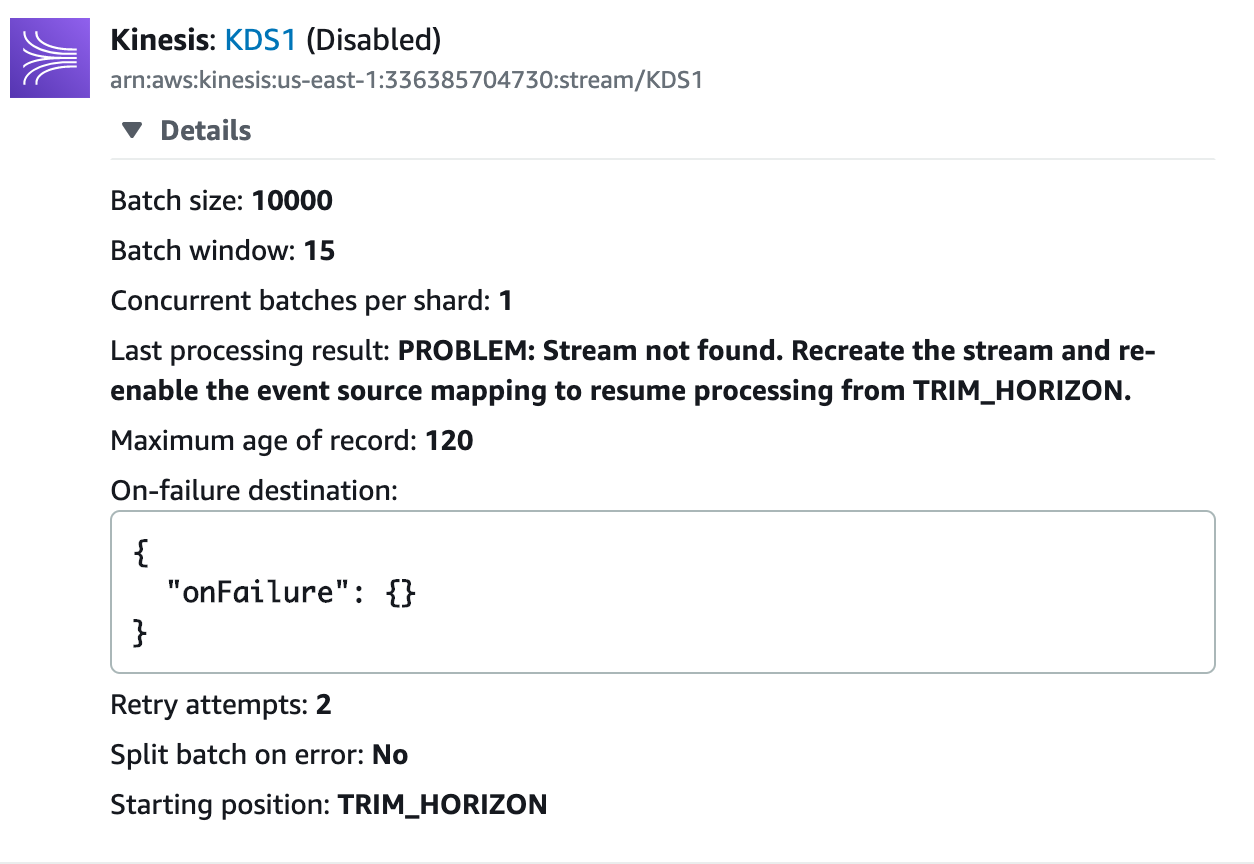 Kinesis: KDS1 (Disabled)
arn:aws:kinesis:us-east-1:336385704730:stream/KDS1
▼ Details
Batch size: 10000
Batch window: 15
Concurrent batches per shard: 1
Last processing result: PROBLEM: Stream not found. Recreate the stream and re-
enable the event source mapping to resume processing from TRIM_HORIZON.
Maximum age of record: 120
On-failure destination:
{
  "onFailure": {}
}
Retry attempts: 2
Split batch on error: No
Starting position: TRIM_HORIZON